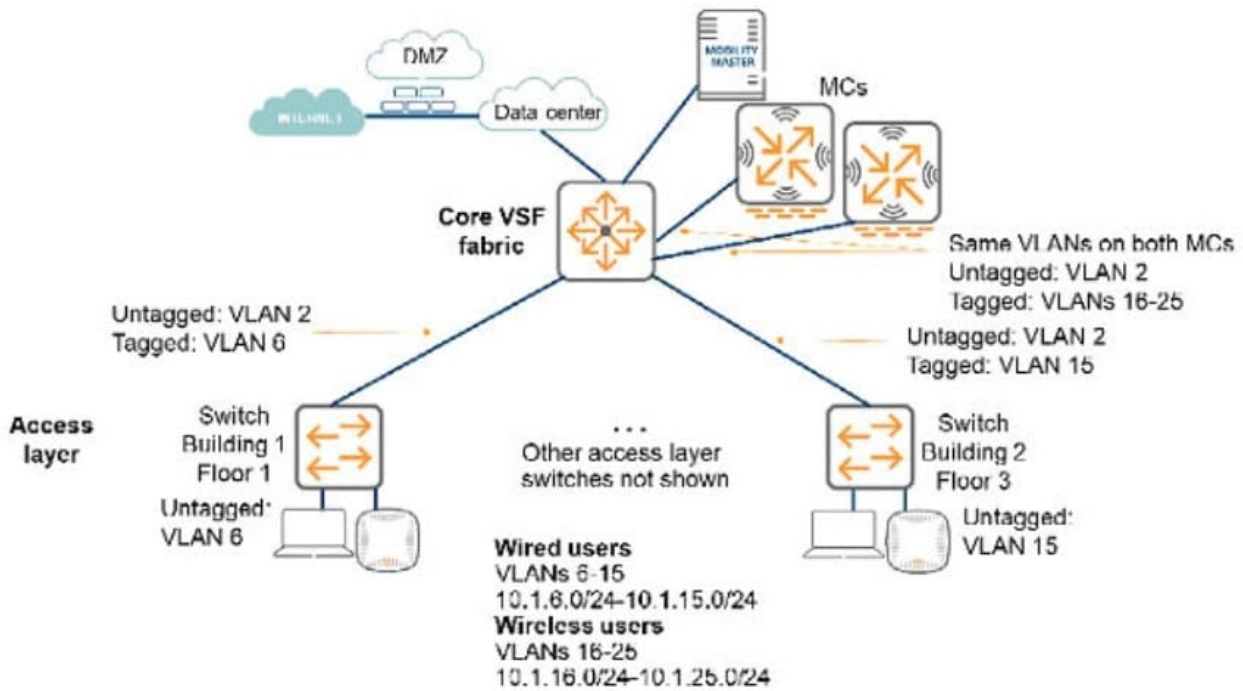 DMZ
INTERNET
Data center
MOBILITY
MASTER
MCs
Core VSF
fabric
Same VLANs on both MCs
Untagged: VLAN 2
Tagged: VLANs 16-25
Untagged: VLAN 2
Tagged: VLAN 6
Untagged: VLAN 2
Tagged: VLAN 15
Access
layer
Switch
Building 1
Floor 1
...
Other access layer
switches not shown
Switch
Building 2
Floor 3
Untagged:
VLAN 6
Untagged:
VLAN 15
Wired users
VLANs 6-15
10.1.6.0/24-10.1.15.0/24
Wireless users
VLANs 16-25
10.1.16.0/24-10.1.25.0/24